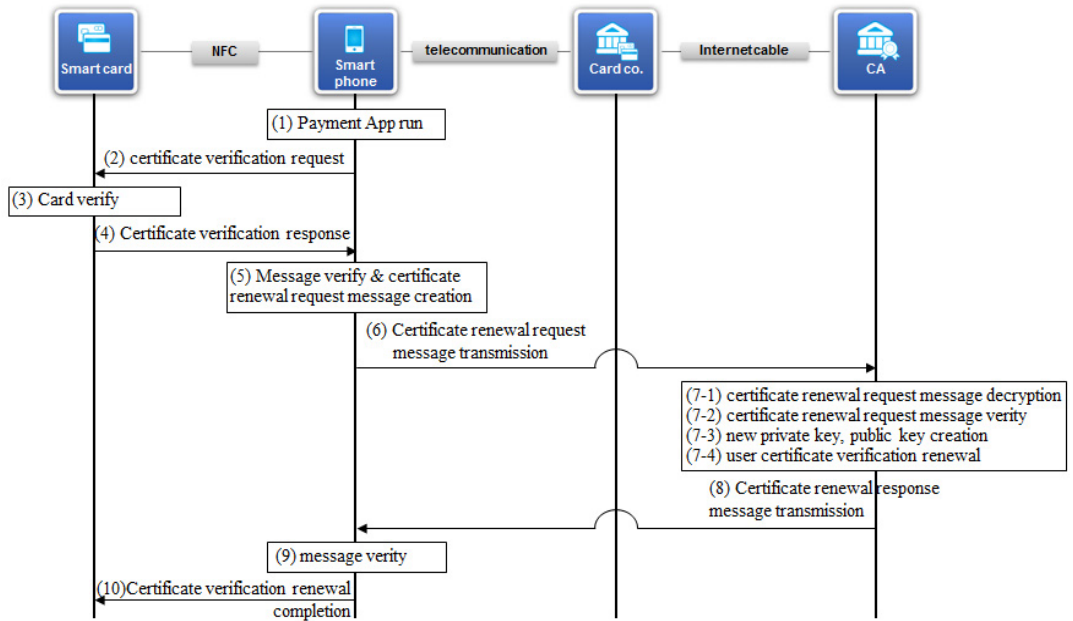 NFC
telecommunication
Internetcable
Smart card
Smart
phone
Card co.
CA
(1) Payment App run
(2) certificate verification request
(3) Card verify
(4) Certificate verification response
(5) Message verify & certificate
renewal request message creation
(6) Certificate renewal request
message transmission
(7-1) certificate renewal request message decryption
(7-2) certificate renewal request message verity
(7-3) new private key, public key creation
(7-4) user certificate verification renewal
(8) Certificate renewal response
message transmission
(9) message verity
(10)Certificate verification renewal
completion